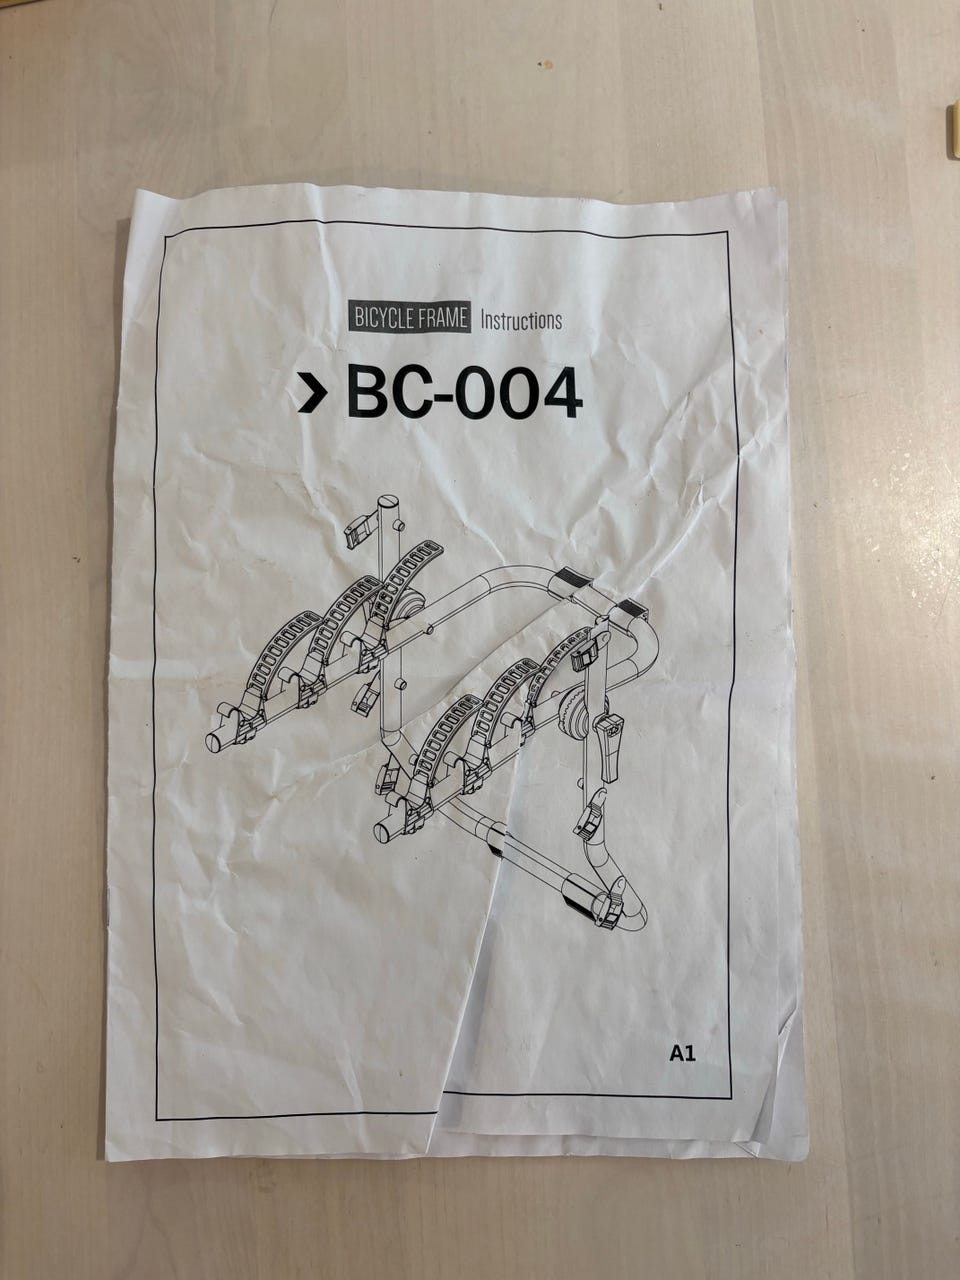 BICYCLE FRAME Instructions
BC-004
A1